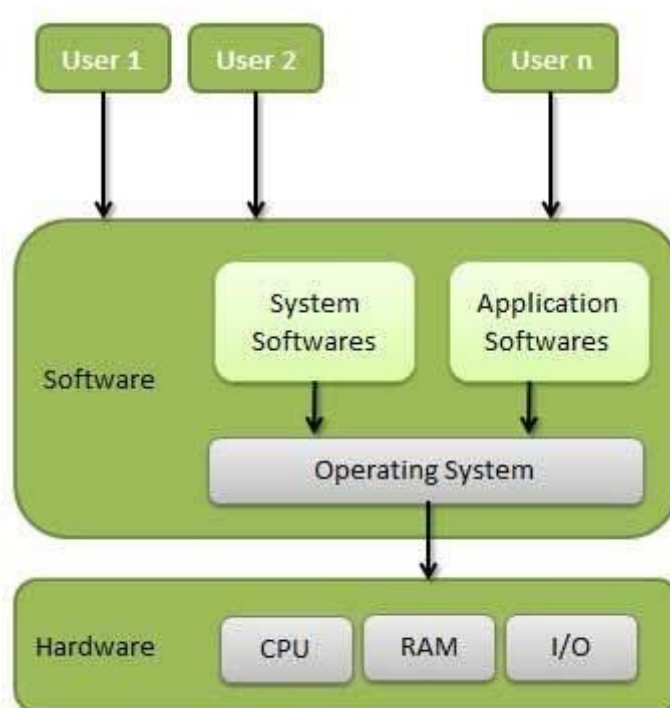 User 1
User 2
User n
System
Softwares
Application
Softwares
Software
Operating System
Hardware
CPU
RAM
I/O